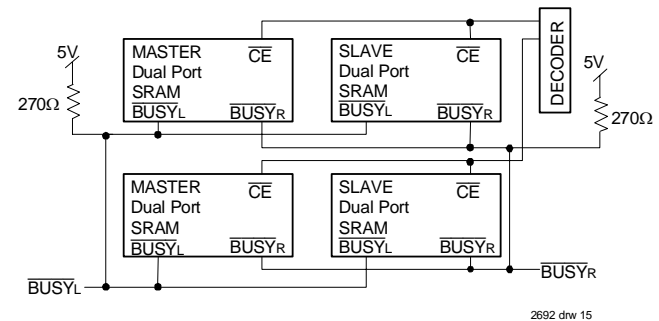 5V
270Ω
MASTER CE
Dual Port
SRAM
BUSYL BUSYR
SLAVE CE
Dual Port
SRAM
BUSYL BUSYR
DECODER
5V
270Ω
MASTER CE
Dual Port
SRAM
BUSYL BUSYR
SLAVE CE
Dual Port
SRAM
BUSYL BUSYR
BUSYL
BUSYR
2692 drw 15